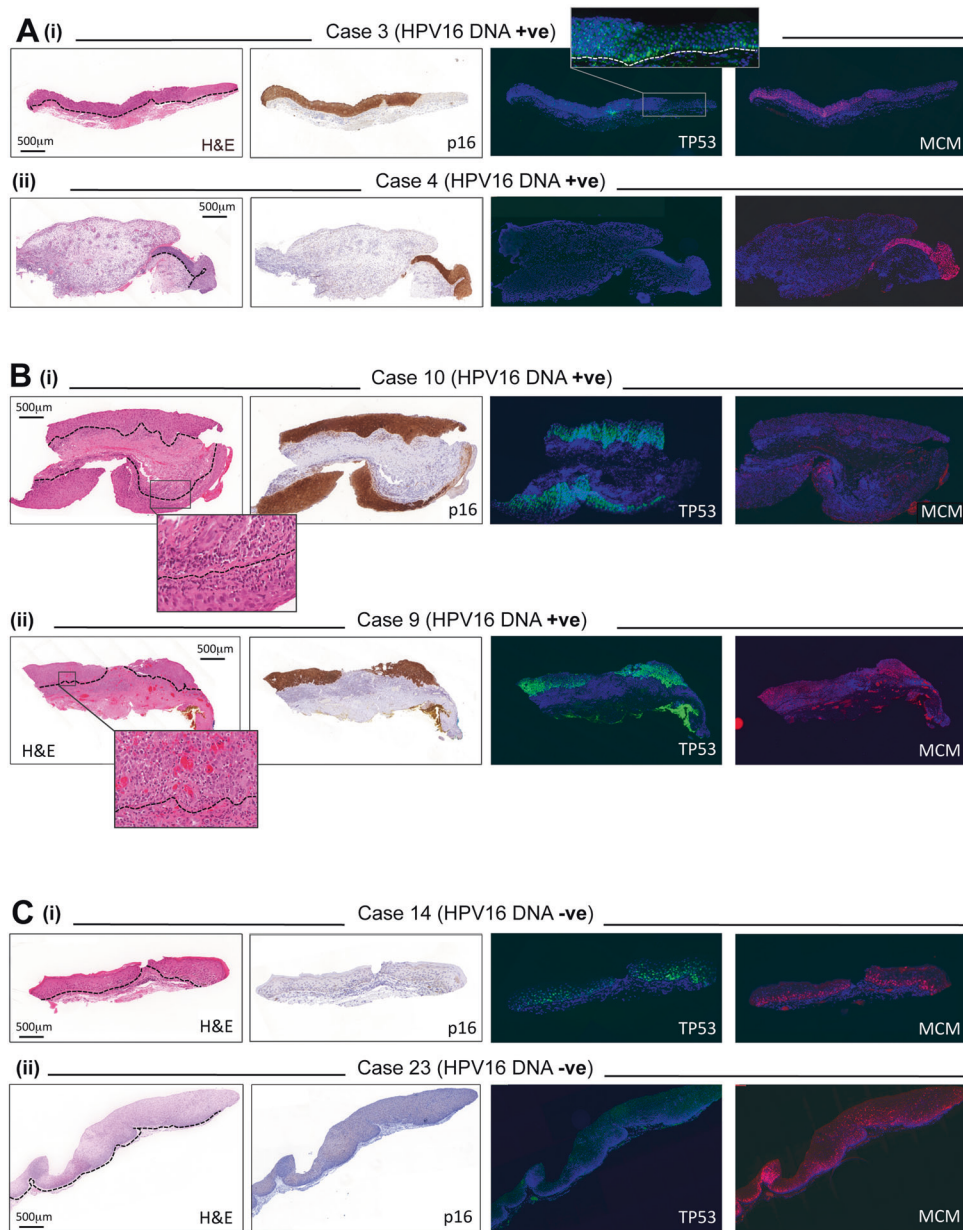 A (i) Case 3 (HPV16 DNA +ve)
500μm
H&E
p16
TP53
MCM
(ii) Case 4 (HPV16 DNA +ve)
500μm
B (i) Case 10 (HPV16 DNA +ve)
500μm
p16
TP53
MCM
(ii) Case 9 (HPV16 DNA +ve)
500μm
H&E
TP53
MCM
C (i) Case 14 (HPV16 DNA -ve)
500μm
H&E
p16
TP53
MCM
(ii) Case 23 (HPV16 DNA -ve)
500μm
H&E
p16
TP53
MCM